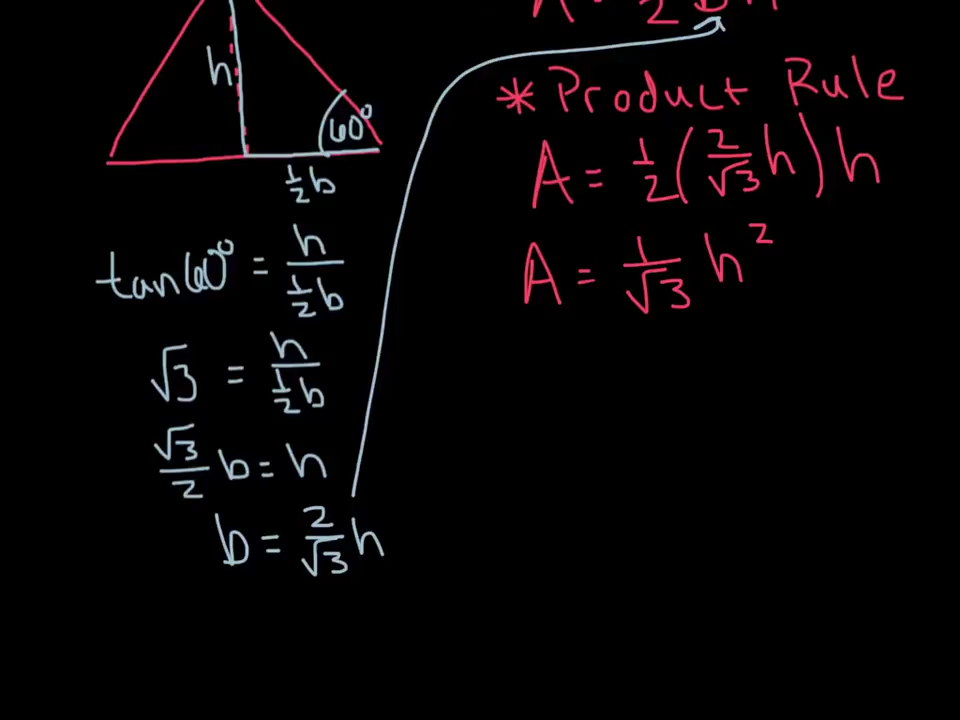 h
60°
½b
tan60° = h / ½b
√3 = h / ½b
√3/2 b = h
b = 2/√3 h
* Product Rule
A = ½(2/√3 h)h
A = 1/√3 h²